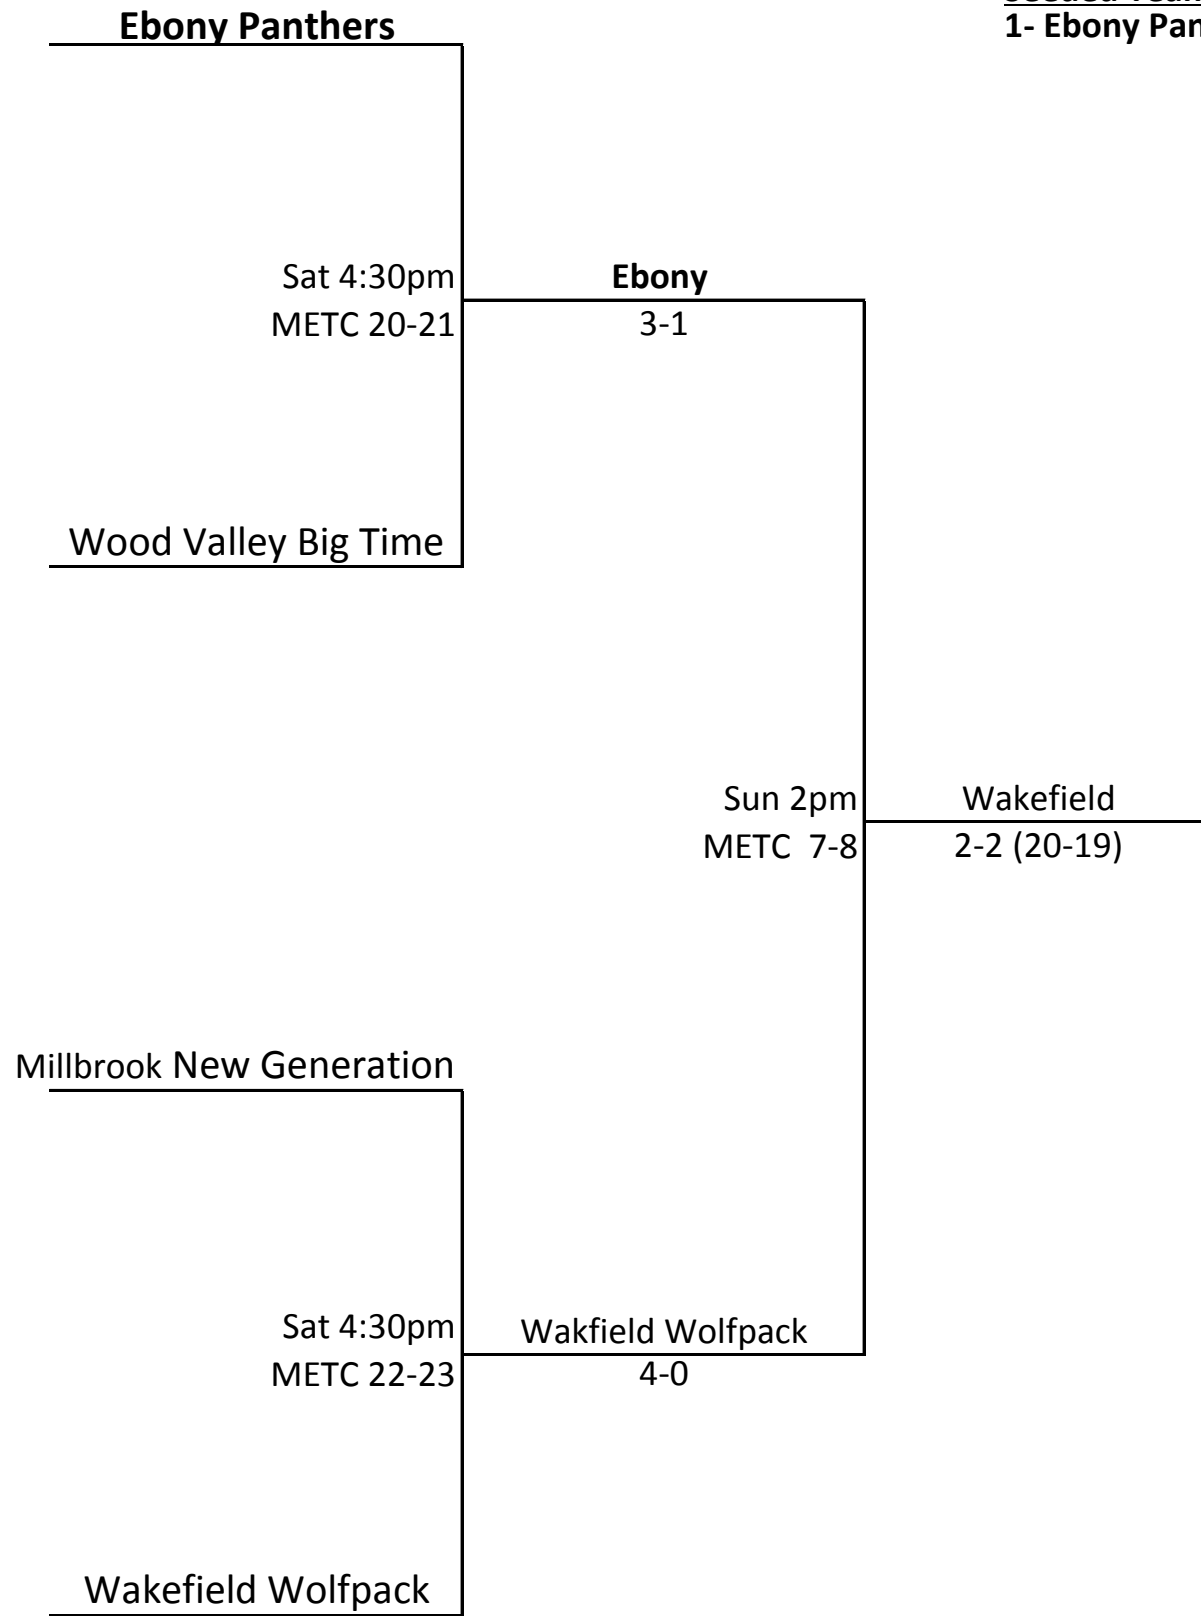 Ebony Panthers
1- Ebony Pan
Sat 4:30pm
METC 20-21
Ebony
3-1
Wood Valley Big Time
Sun 2pm
METC 7-8
Wakefield
2-2 (20-19)
Millbrook New Generation
Sat 4:30pm
METC 22-23
Wakfield Wolfpack
4-0
Wakefield Wolfpack